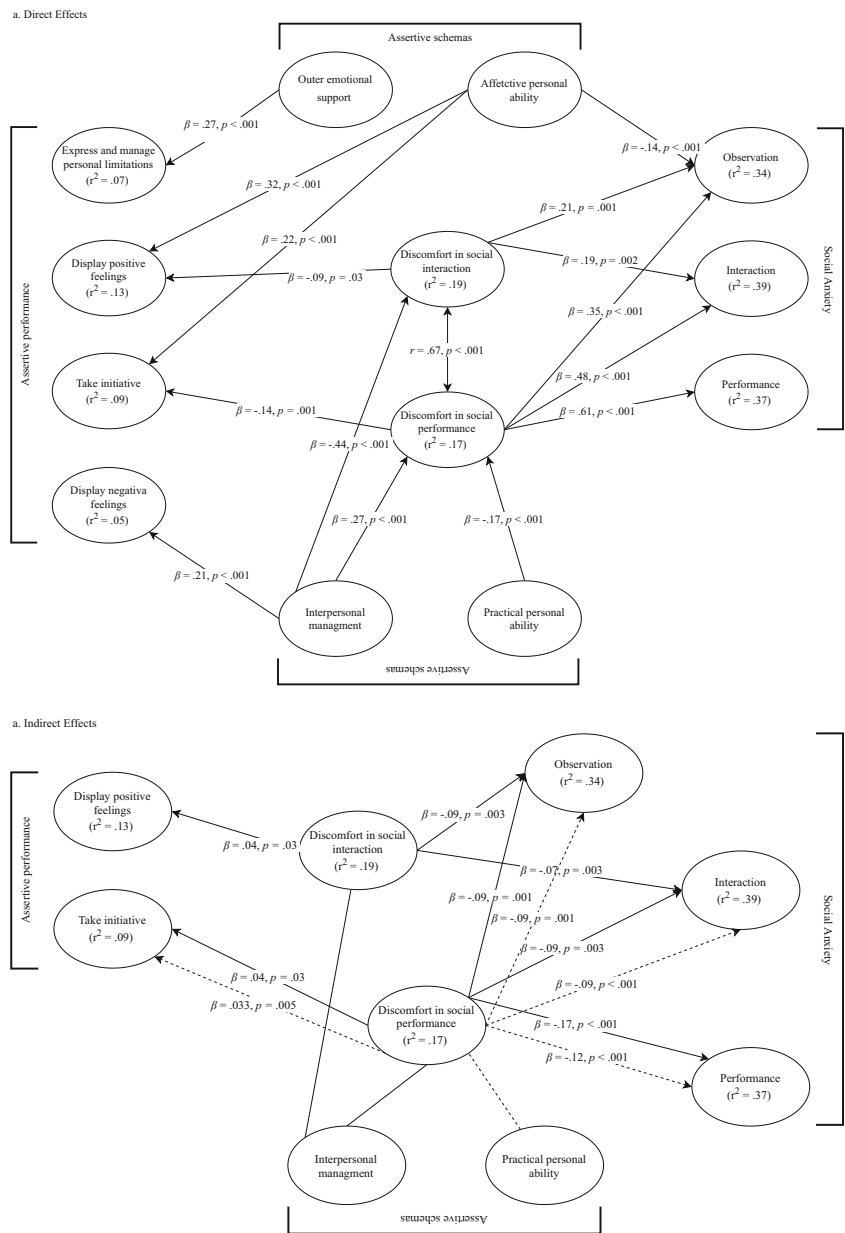 a. Direct Effects
Assertive schemas
Outer emotional
support
Affetctive personal
ability
β = .27, p < .001
β = -.14, p < .001
Express and manage
personal limitations
(r² = .07)
Observation
(r² = .34)
β = .32, p < .001
β = .21, p = .001
β = .22, p < .001
Display positive
feelings
(r² = .13)
Discomfort in social
interaction
(r² = .19)
β = .19, p = .002
Interaction
(r² = .39)
β = -.09, p = .03
Assertive performance
Social Anxiety
β = .35, p < .001
r = .67, p < .001
Take initiative
(r² = .09)
β = .48, p < .001
Performance
(r² = .37)
β = -.14, p = .001
Discomfort in social
performance
(r² = .17)
β = .61, p < .001
β = -.44, p < .001
Display negativa
feelings
(r² = .05)
β = .27, p < .001
β = -.17, p < .001
β = .21, p < .001
Interpersonal
managment
Practical personal
ability
Assertive schemas
a. Indirect Effects
Observation
(r² = .34)
Display positive
feelings
(r² = .13)
β = -.09, p = .003
β = .04, p = .03
Discomfort in social
interaction
(r² = .19)
Assertive performance
β = -.07, p = .003
Interaction
(r² = .39)
β = -.09, p = .001
β = -.09, p = .001
Social Anxiety
Take initiative
(r² = .09)
β = -.09, p = .003
β = .04, p = .03
β = -.09, p < .001
β = .033, p = .005
Discomfort in social
performance
(r² = .17)
β = -.17, p < .001
β = -.12, p < .001
Performance
(r² = .37)
Interpersonal
managment
Practical personal
ability
Assertive schemas